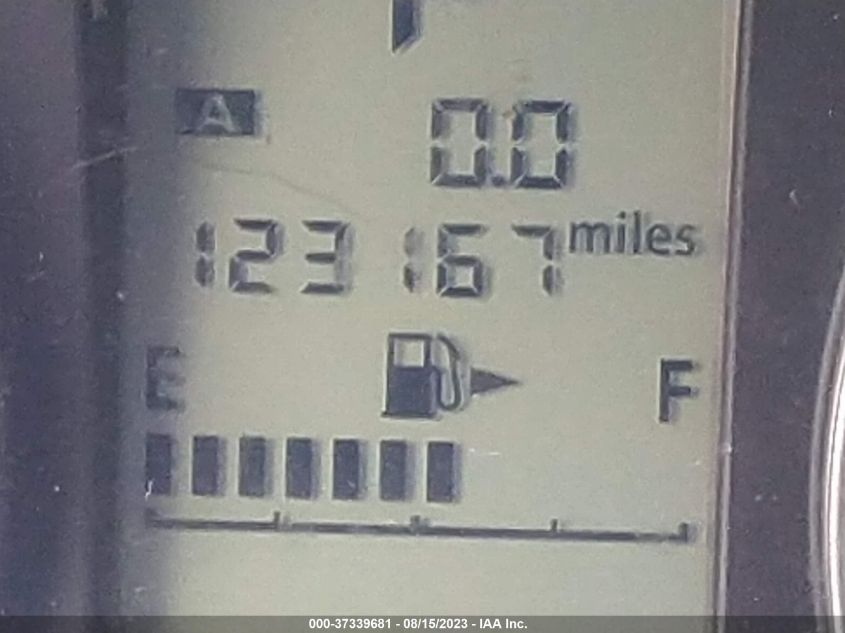 A 0.0
123167 miles
E F
000-37339681 - 08/15/2023 - IAA Inc.